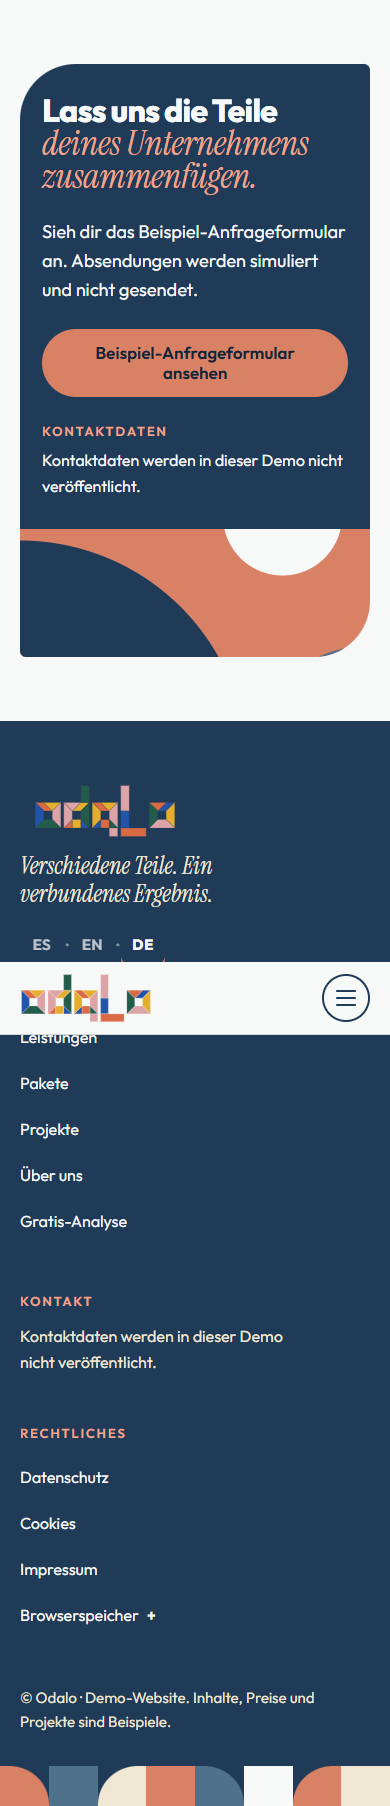 Lass uns die Teile
deines Unternehmens
zusammenfügen.
Sieh dir das Beispiel-Anfrageformular
an. Absendungen werden simuliert
und nicht gesendet.
Beispiel-Anfrageformular
ansehen
KONTAKTDATEN
Kontaktdaten werden in dieser Demo nicht
veröffentlicht.
odalo
Verschiedene Teile. Ein
verbundenes Ergebnis.
ES · EN · DE
odalo
Leistungen
Pakete
Projekte
Über uns
Gratis-Analyse
KONTAKT
Kontaktdaten werden in dieser Demo
nicht veröffentlicht.
RECHTLICHES
Datenschutz
Cookies
Impressum
Browserspeicher +
© Odalo · Demo-Website. Inhalte, Preise und
Projekte sind Beispiele.